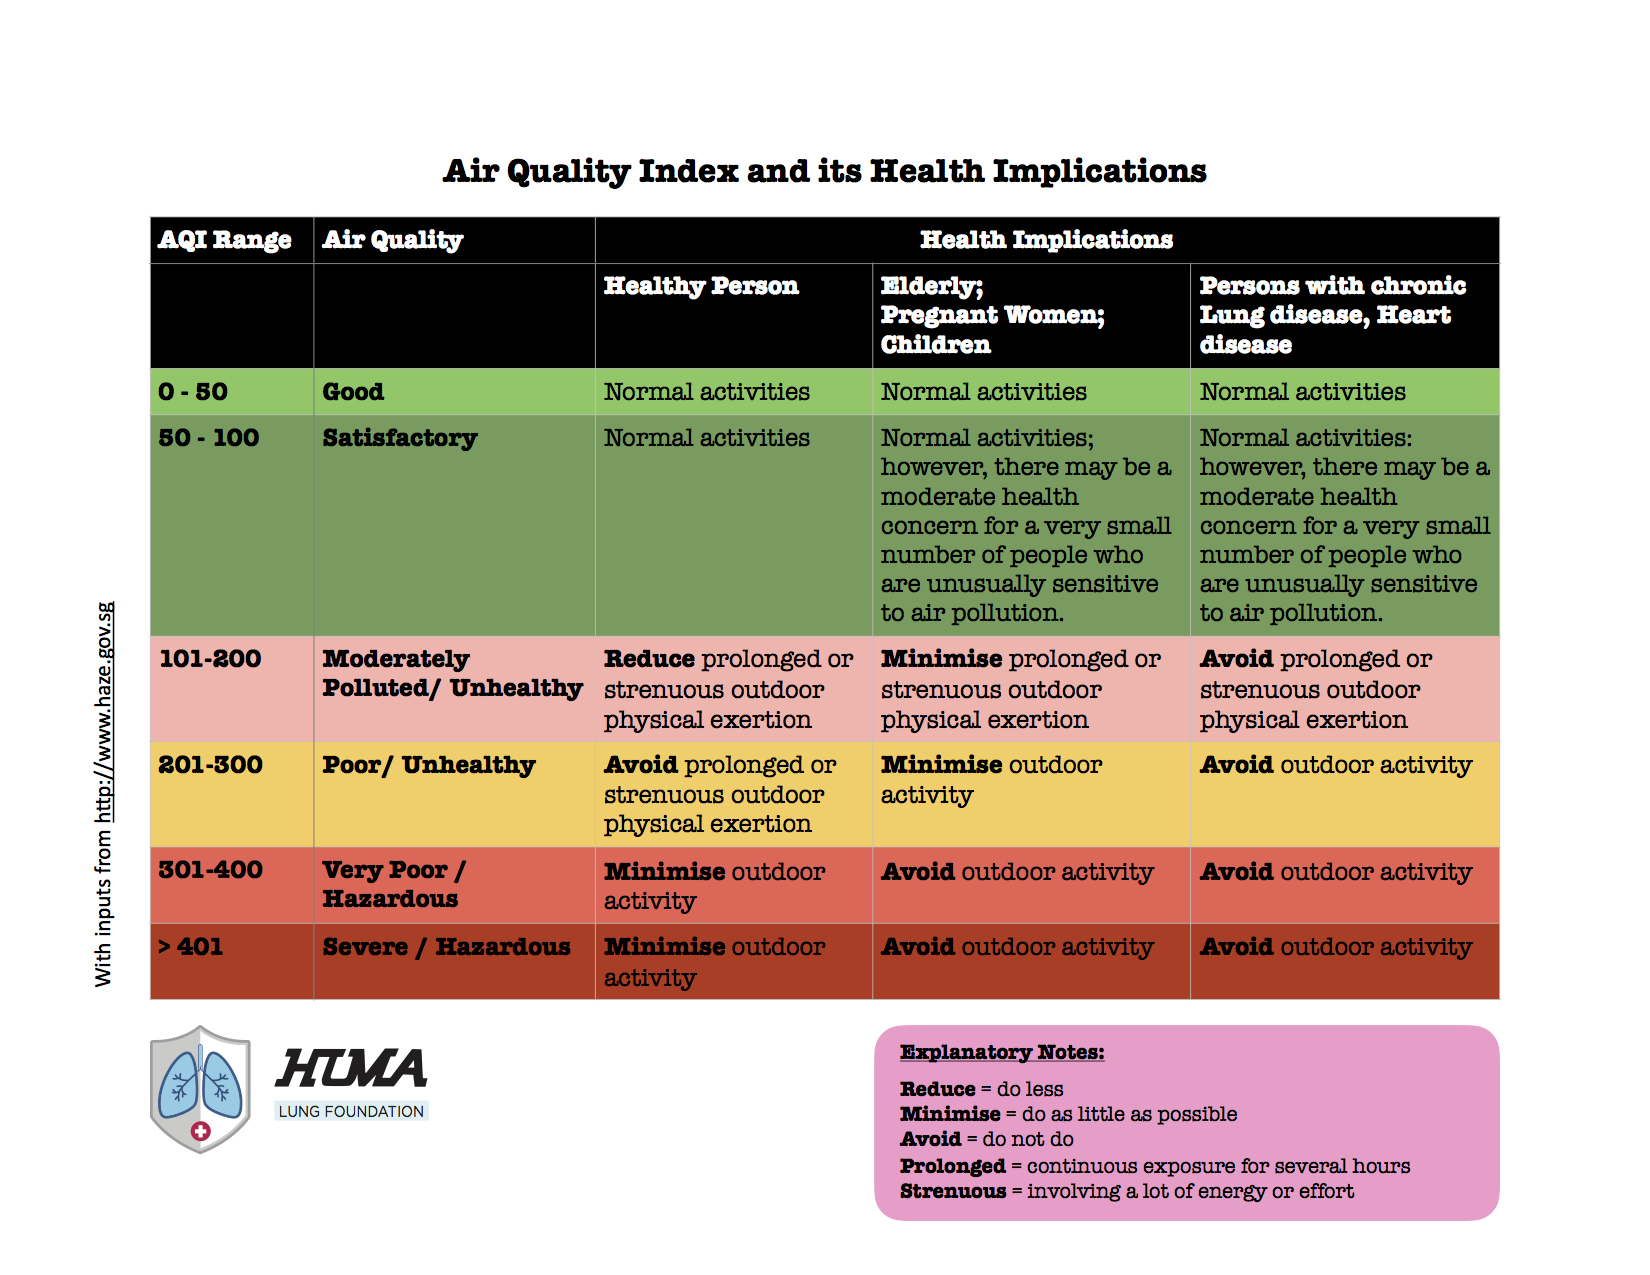 Air Quality Index and its Health Implications
AQI Range
Air Quality
Health Implications
Healthy Person
Elderly;
Pregnant Women;
Children
Persons with chronic
Lung disease, Heart
disease
0 - 50
Good
Normal activities
Normal activities
Normal activities
50 - 100
Satisfactory
Normal activities
Normal activities;
however, there may be a
moderate health
concern for a very small
number of people who
are unusually sensitive
to air pollution.
Normal activities:
however, there may be a
moderate health
concern for a very small
number of people who
are unusually sensitive
to air pollution.
101-200
Moderately
Polluted/ Unhealthy
Reduce prolonged or
strenuous outdoor
physical exertion
Minimise prolonged or
strenuous outdoor
physical exertion
Avoid prolonged or
strenuous outdoor
physical exertion
201-300
Poor/ Unhealthy
Avoid prolonged or
strenuous outdoor
physical exertion
Minimise outdoor
activity
Avoid outdoor activity
301-400
Very Poor /
Hazardous
Minimise outdoor
activity
Avoid outdoor activity
Avoid outdoor activity
> 401
Severe / Hazardous
Minimise outdoor
activity
Avoid outdoor activity
Avoid outdoor activity
With inputs from http://www.haze.gov.sg
LUNG FOUNDATION
Explanatory Notes:
Reduce = do less
Minimise = do as little as possible
Avoid = do not do
Prolonged = continuous exposure for several hours
Strenuous = involving a lot of energy or effort